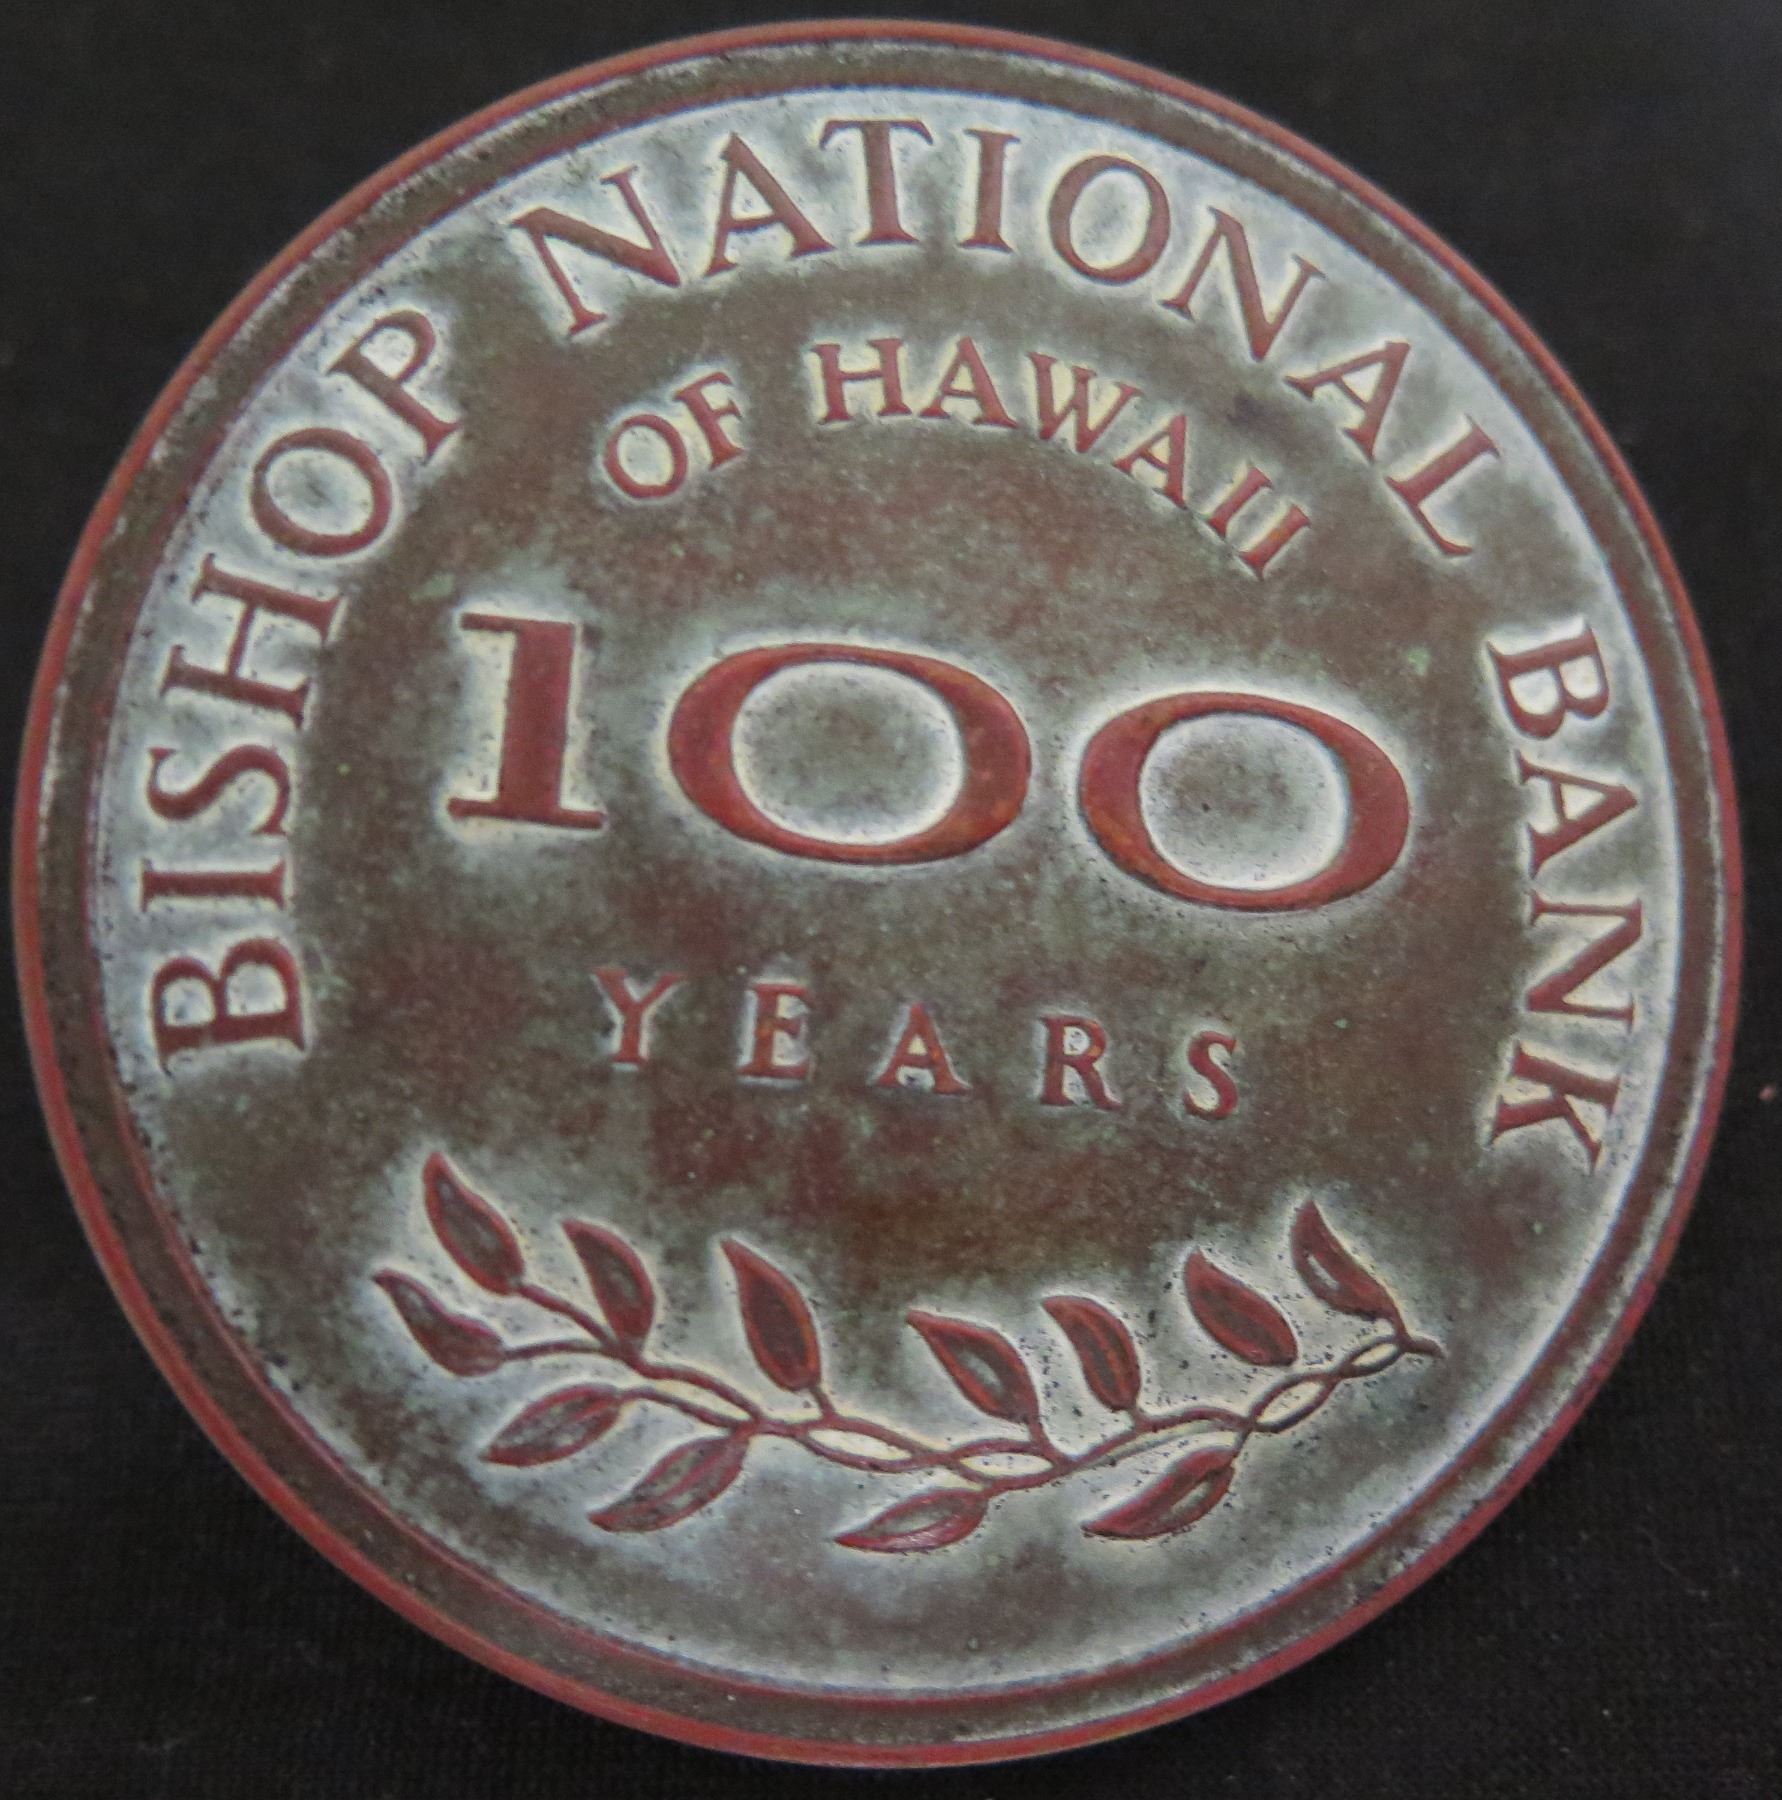 BISHOP NATIONAL BANK
OF HAWAII
100
YEARS